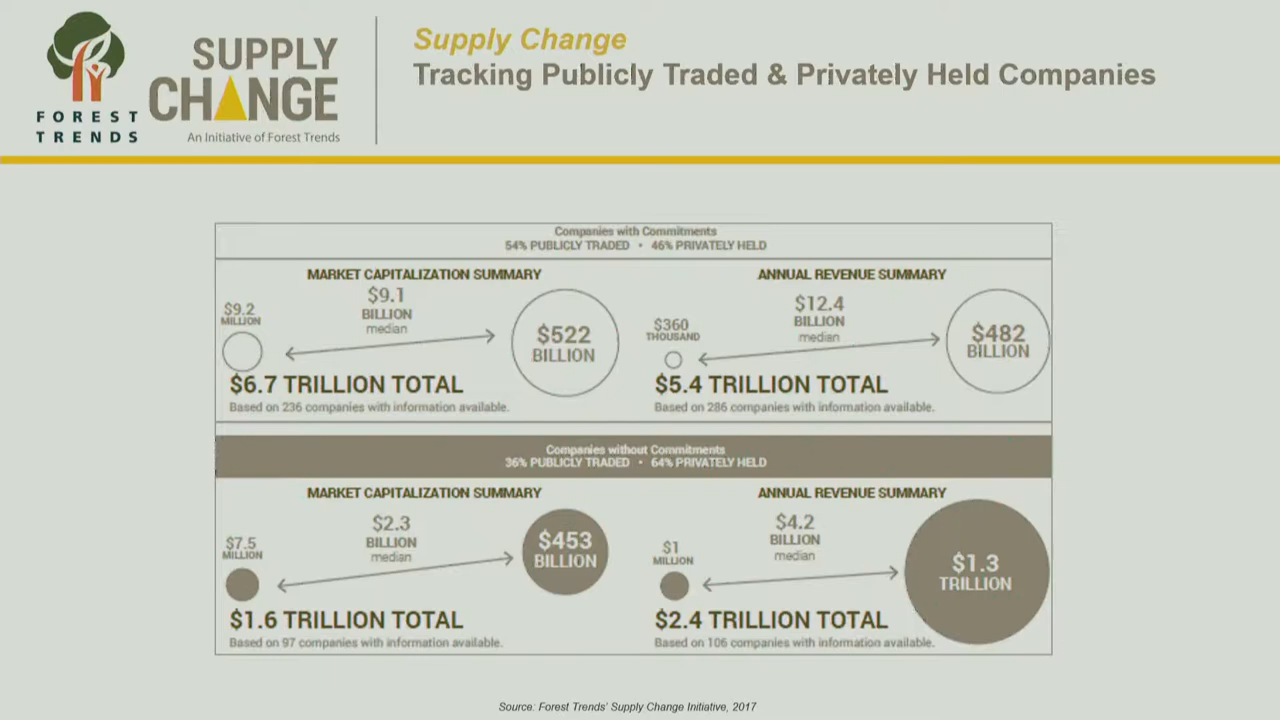 FOREST
TRENDS
SUPPLY
CHANGE
An Initiative of Forest Trends
Supply Change
Tracking Publicly Traded & Privately Held Companies
Companies with Commitments
54% PUBLICLY TRADED • 46% PRIVATELY HELD
MARKET CAPITALIZATION SUMMARY
$9.2
MILLION
$9.1
BILLION
median
$522
BILLION
$6.7 TRILLION TOTAL
Based on 236 companies with information available.
ANNUAL REVENUE SUMMARY
$360
THOUSAND
$12.4
BILLION
median
$482
BILLION
$5.4 TRILLION TOTAL
Based on 286 companies with information available.
Companies without Commitments
36% PUBLICLY TRADED • 64% PRIVATELY HELD
MARKET CAPITALIZATION SUMMARY
$7.5
MILLION
$2.3
BILLION
median
$453
BILLION
$1.6 TRILLION TOTAL
Based on 97 companies with information available.
ANNUAL REVENUE SUMMARY
$1
MILLION
$4.2
BILLION
median
$1.3
TRILLION
$2.4 TRILLION TOTAL
Based on 106 companies with information available.
Source: Forest Trends' Supply Change Initiative, 2017